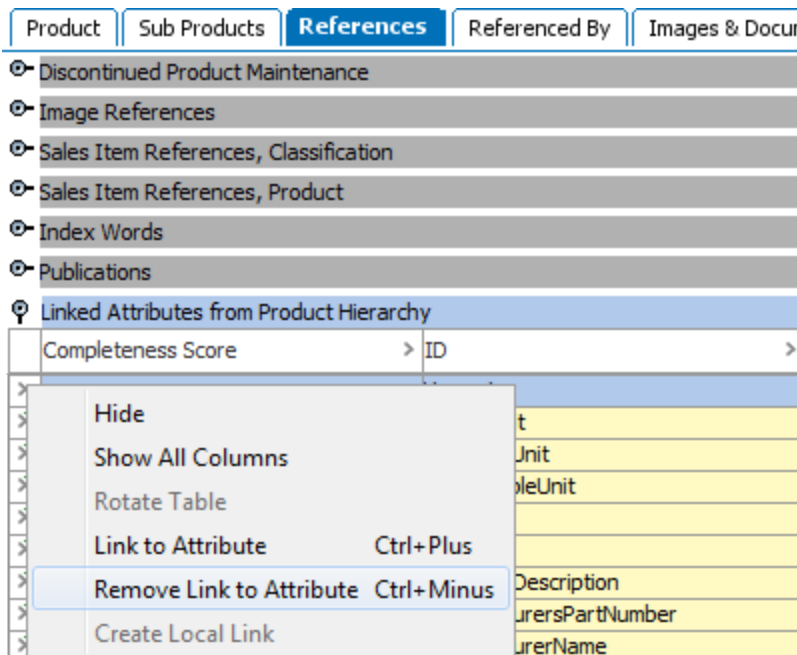 Product Sub Products References Referenced By Images & Docu
Discontinued Product Maintenance
Image References
Sales Item References, Classification
Sales Item References, Product
Index Words
Publications
Linked Attributes from Product Hierarchy
Completeness Score > ID >
Hide
t
Show All Columns
Unit
bleUnit
Rotate Table
Link to Attribute Ctrl+Plus
Remove Link to Attribute Ctrl+Minus
Description
urersPartNumber
Create Local Link
urerName